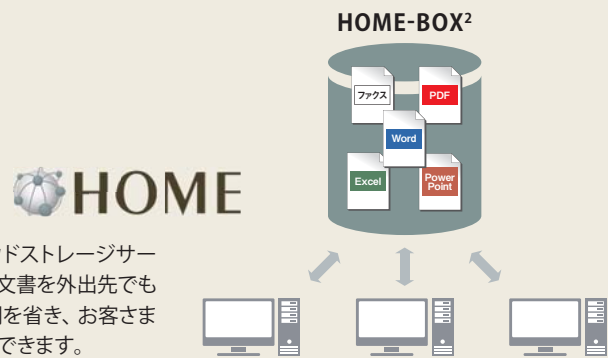 HOME-BOX²
ファクス
PDF
Word
Excel
Power
Point
HOME
ドストレージサー
文書を外出先でも
を省き、お客さま
できます。